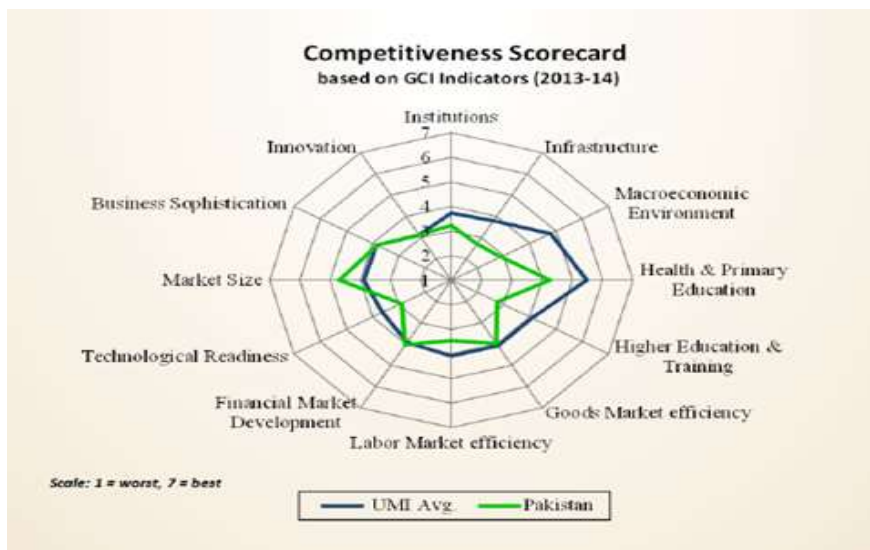 Competitiveness Scorecard
based on GCI Indicators (2013-14)
Institutions
7
6
5
4
3
2
1
Innovation
Infrastructure
Business Sophistication
Macroeconomic
Environment
Market Size
Health & Primary
Education
Technological Readiness
Higher Education &
Training
Financial Market
Development
Goods Market efficiency
Labor Market efficiency
Scale: 1 = worst, 7 = best
UMI Avg.
Pakistan